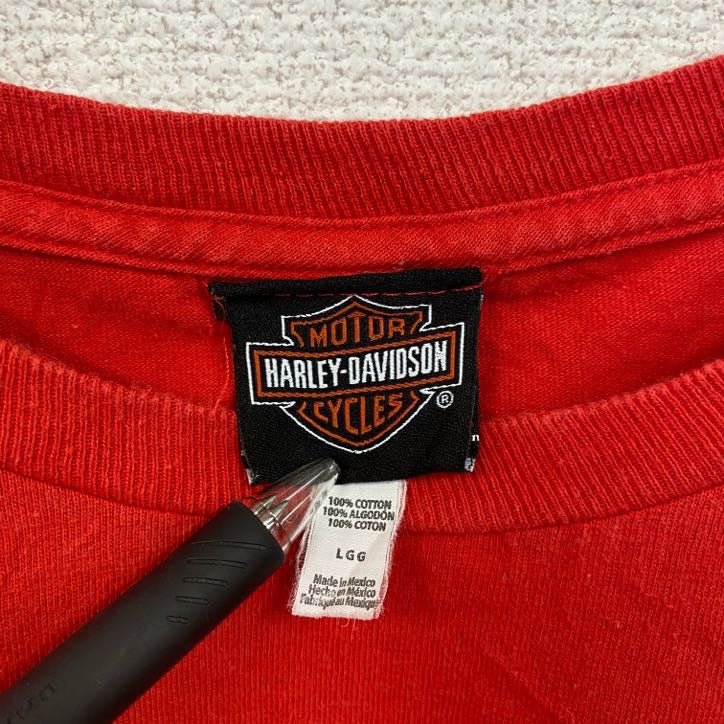 MOTOR
HARLEY-DAVIDSON
CYCLES ®
100% COTTON
100% ALGODÓN
100% COTON
LGG
Made in Mexico
Hecho en México
Fabriqué au Mexique